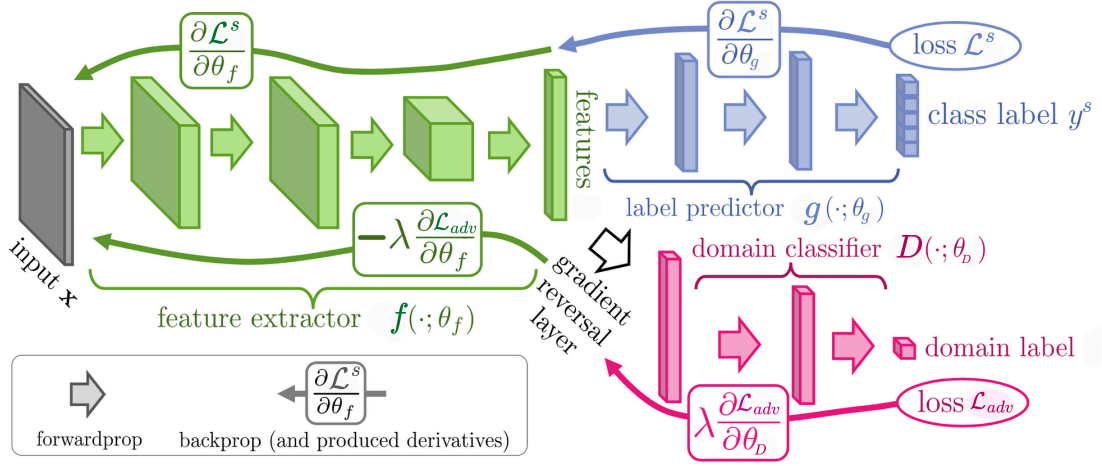 ∂ℒ^s/∂θ_f
∂ℒ^s/∂θ_g
loss ℒ^s
features
class label y^s
label predictor g(·;θ_g)
input x
−λ ∂ℒ_adv/∂θ_f
feature extractor f(·;θ_f)
gradient
reversal
layer
domain classifier D(·;θ_D)
domain label
λ ∂ℒ_adv/∂θ_D
loss ℒ_adv
forwardprop
∂ℒ^s/∂θ_f
backprop (and produced derivatives)